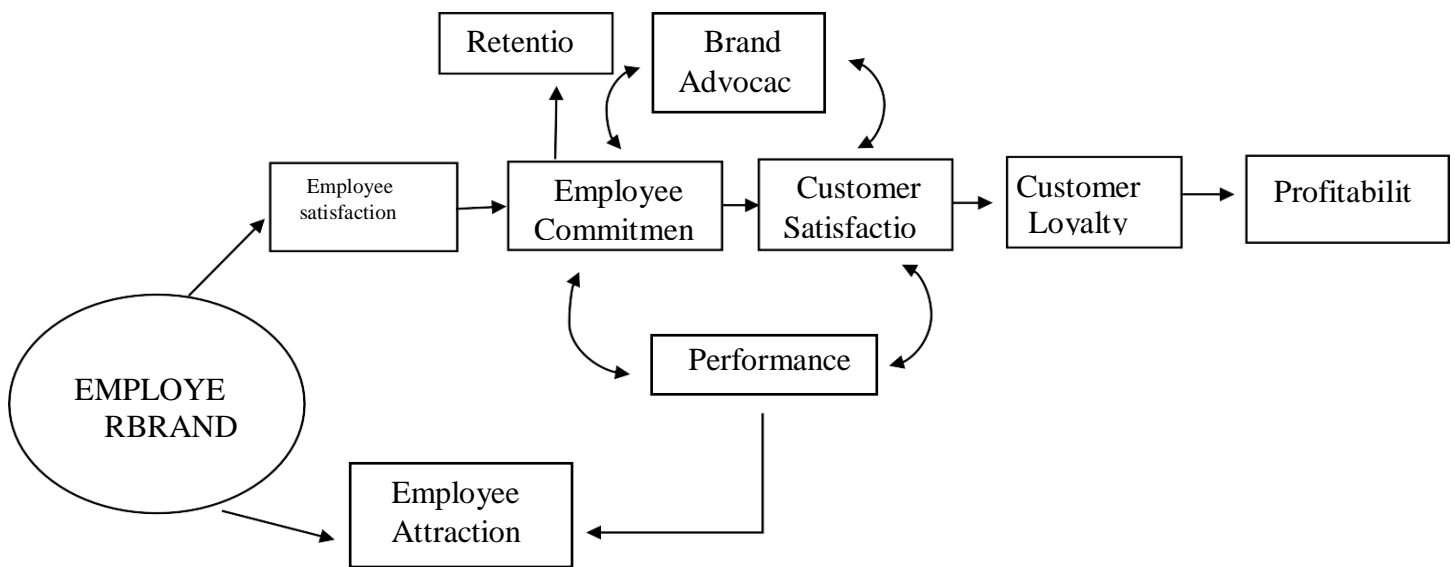 Retentio
Brand
Advocac
Employee
satisfaction
Employee
Commitmen
Customer
Satisfactio
Customer
Loyalty
Profitabilit
Performance
EMPLOYE
RBRAND
Employee
Attraction